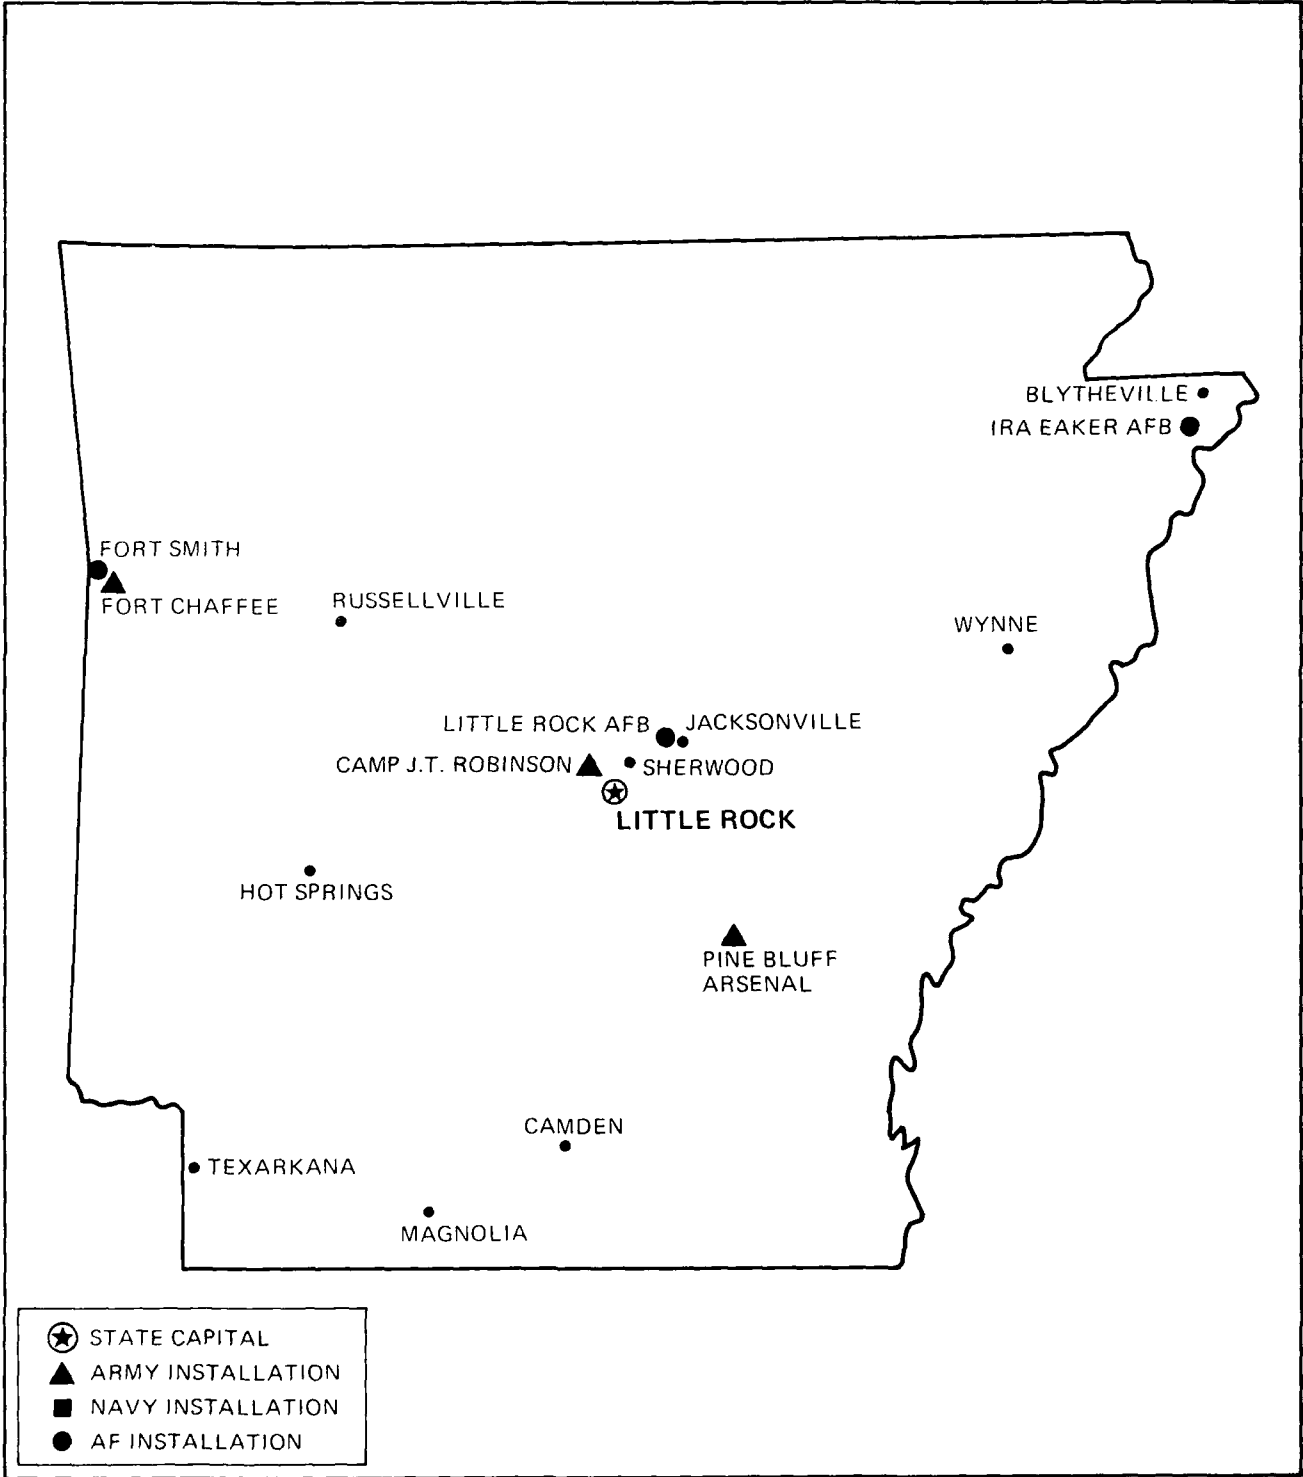 BLYTHEVILLE
IRA EAKER AFB
FORT SMITH
FORT CHAFFEE
RUSSELLVILLE
WYNNE
LITTLE ROCK AFB
JACKSONVILLE
CAMP J.T. ROBINSON
SHERWOOD
LITTLE ROCK
HOT SPRINGS
PINE BLUFF
ARSENAL
CAMDEN
TEXARKANA
MAGNOLIA
STATE CAPITAL
ARMY INSTALLATION
NAVY INSTALLATION
AF INSTALLATION